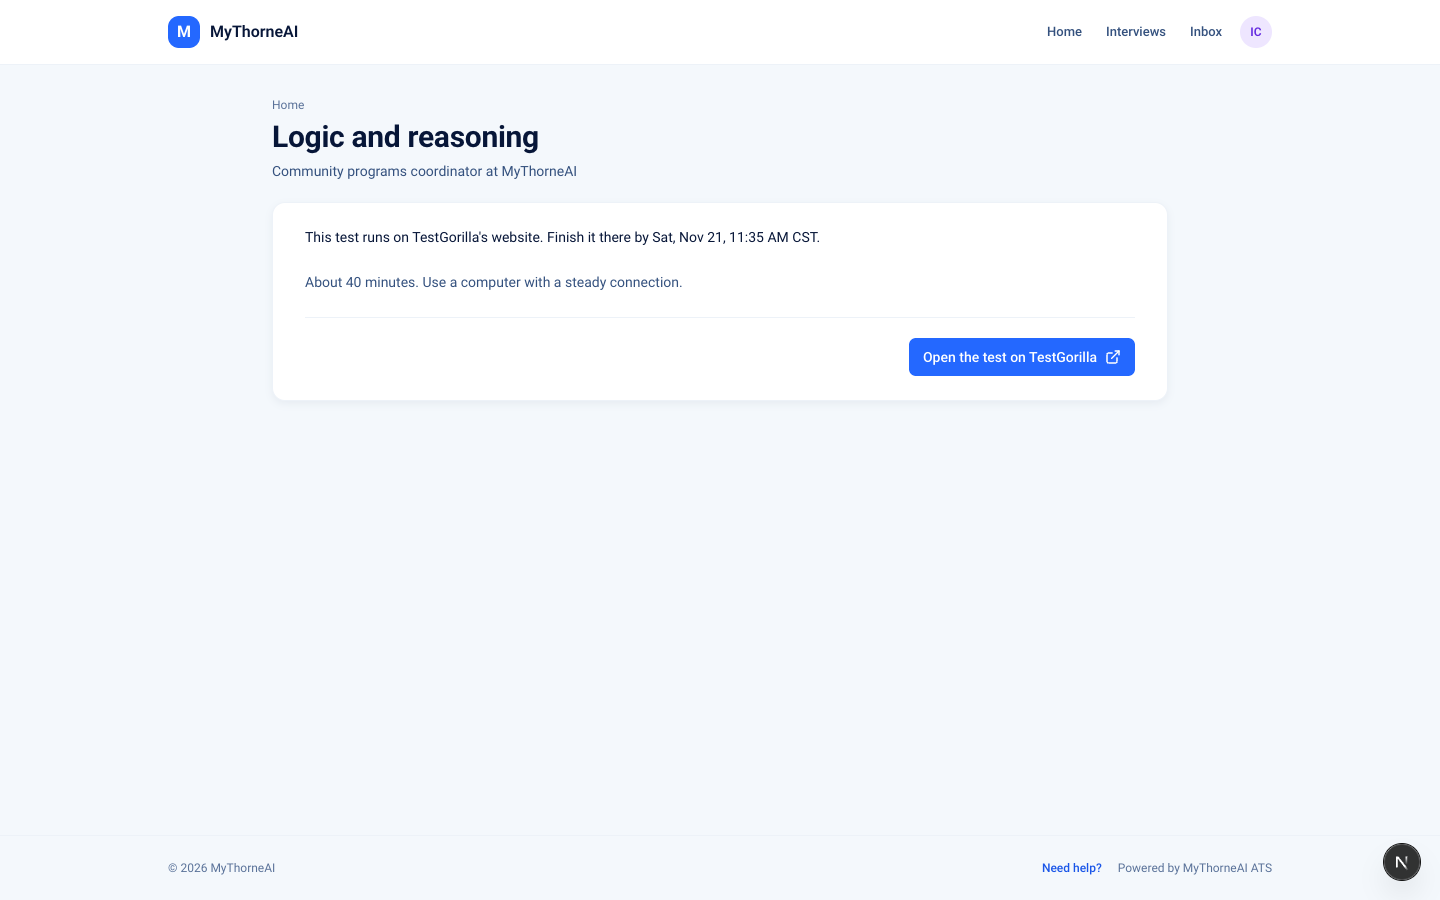 M MyThorneAI
Home Interviews Inbox IC
Home
Logic and reasoning
Community programs coordinator at MyThorneAI
This test runs on TestGorilla's website. Finish it there by Sat, Nov 21, 11:35 AM CST.
About 40 minutes. Use a computer with a steady connection.
Open the test on TestGorilla
© 2026 MyThorneAI
Need help? Powered by MyThorneAI ATS
N